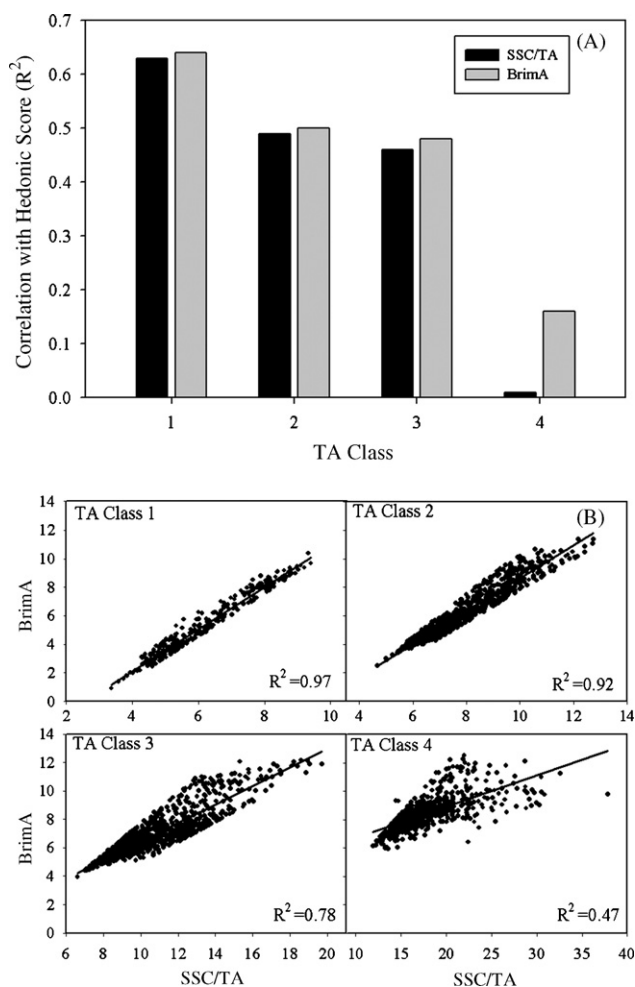 (A)
SSC/TA
BrimA
Correlation with Hedonic Score (R²)
0.7
0.6
0.5
0.4
0.3
0.2
0.1
0.0
1 2 3 4
TA Class
(B)
TA Class 1
BrimA
14
12
10
8
6
4
2
0
2 4 6 8 10
R²=0.97
TA Class 2
4 6 8 10 12 14
R²=0.92
TA Class 3
BrimA
14
12
10
8
6
4
2
0
6 8 10 12 14 16 18 20
R²=0.78
SSC/TA
TA Class 4
10 15 20 25 30 35 40
R²=0.47
SSC/TA